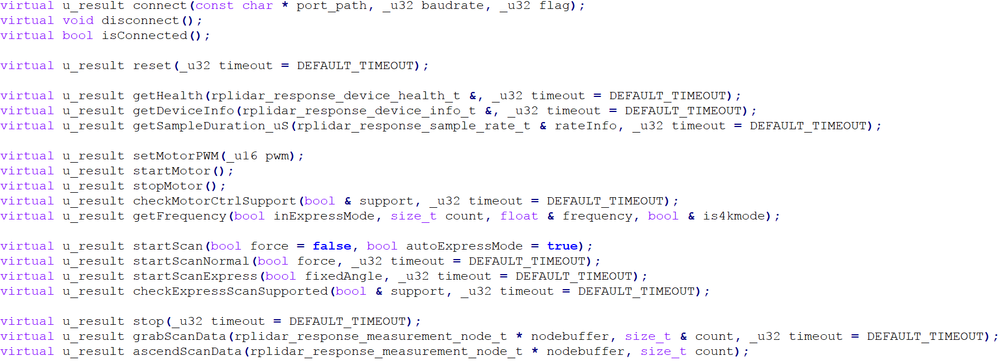 virtual u_result connect(const char * port_path, _u32 baudrate, _u32 flag);
virtual void disconnect();
virtual bool isConnected();
virtual u_result reset(_u32 timeout = DEFAULT_TIMEOUT);
virtual u_result getHealth(rplidar_response_device_health_t &, _u32 timeout = DEFAULT_TIMEOUT);
virtual u_result getDeviceInfo(rplidar_response_device_info_t &, _u32 timeout = DEFAULT_TIMEOUT);
virtual u_result getSampleDuration_uS(rplidar_response_sample_rate_t & rateInfo, _u32 timeout = DEFAULT_TIMEOUT);
virtual u_result setMotorPWM(_u16 pwm);
virtual u_result startMotor();
virtual u_result stopMotor();
virtual u_result checkMotorCtrlSupport(bool & support, _u32 timeout = DEFAULT_TIMEOUT);
virtual u_result getFrequency(bool inExpressMode, size_t count, float & frequency, bool & is4kmode);
virtual u_result startScan(bool force = false, bool autoExpressMode = true);
virtual u_result startScanNormal(bool force, _u32 timeout = DEFAULT_TIMEOUT);
virtual u_result startScanExpress(bool fixedAngle, _u32 timeout = DEFAULT_TIMEOUT);
virtual u_result checkExpressScanSupported(bool & support, _u32 timeout = DEFAULT_TIMEOUT);
virtual u_result stop(_u32 timeout = DEFAULT_TIMEOUT);
virtual u_result grabScanData(rplidar_response_measurement_node_t * nodebuffer, size_t & count, _u32 timeout = DEFAULT_TIMEOUT);
virtual u_result ascendScanData(rplidar_response_measurement_node_t * nodebuffer, size_t count);